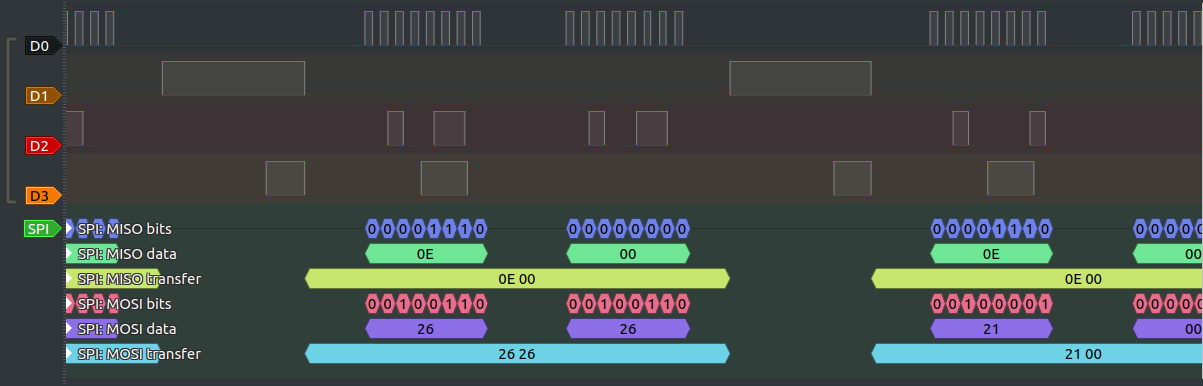 D0
D1
D2
D3
SPI SPI: MISO bits 0 0 0 0 1 1 1 0 0 0 0 0 0 0 0 0 0 0 0 0 1 1 1 0 0 0 0 0 0
SPI: MISO data 0E 00 0E 00
SPI: MISO transfer 0E 00 0E 00
SPI: MOSI bits 0 0 1 0 0 1 1 0 0 0 1 0 0 1 1 0 0 0 1 0 0 0 0 1 0 0 0 0 0
SPI: MOSI data 26 26 21 00
SPI: MOSI transfer 26 26 21 00